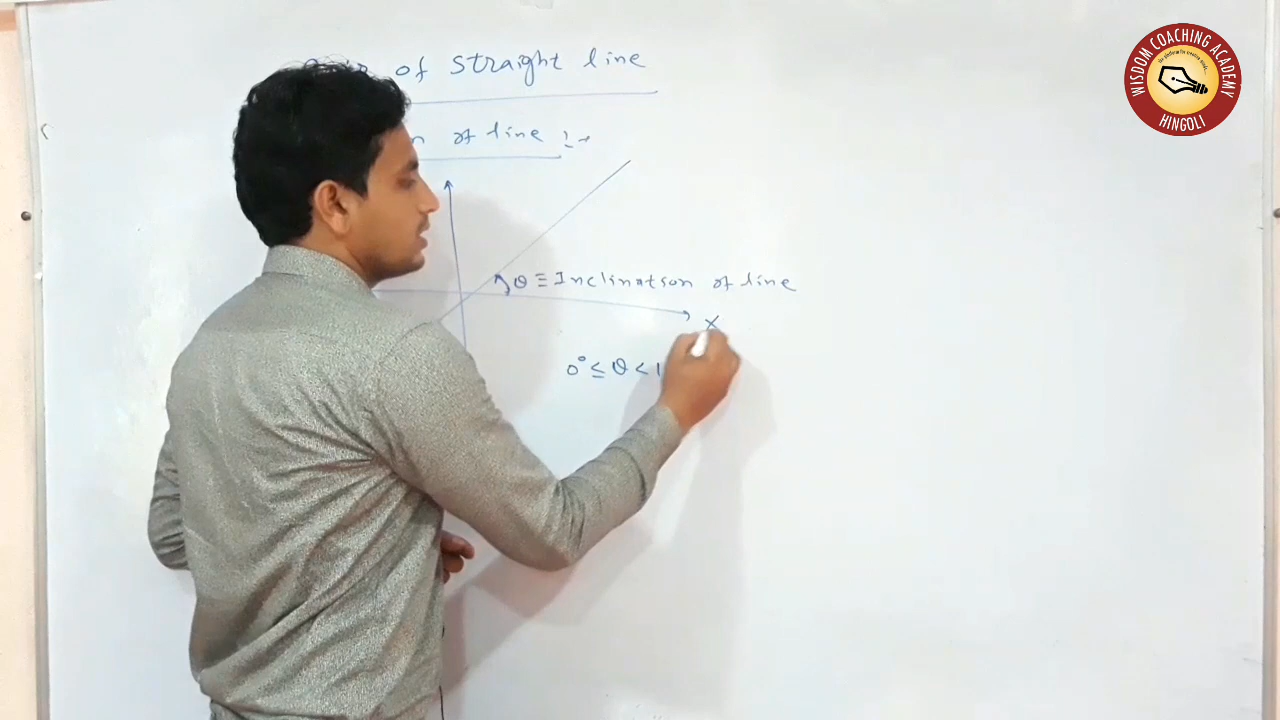 of straight line
of line :→
θ ≡ Inclination of line
X
0° ≤ θ < 1
WISDOM COACHING ACADEMY
HINGOLI